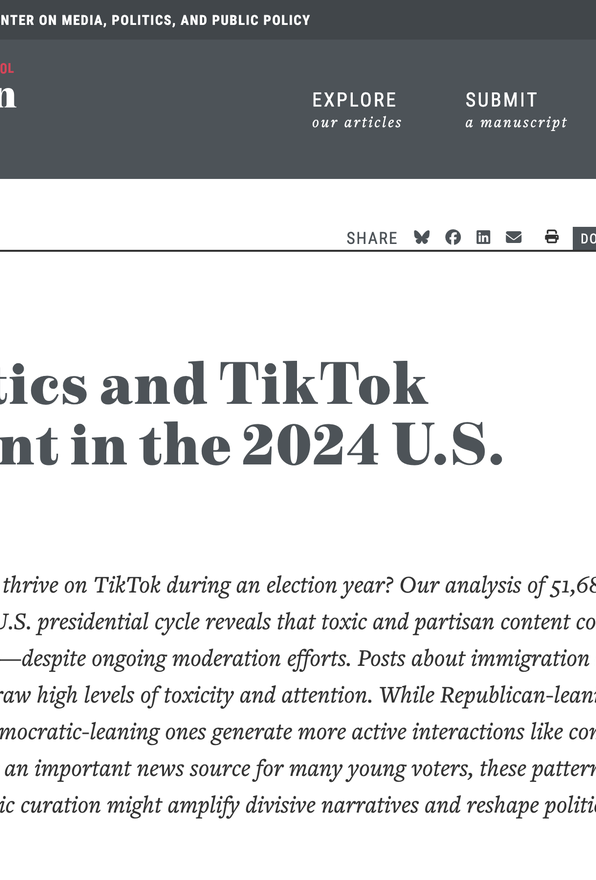 NTER ON MEDIA, POLITICS, AND PUBLIC POLICY
OL
n
EXPLORE
our articles
SUBMIT
a manuscript
SHARE
DO
tics and TikTok
nt in the 2024 U.S.
thrive on TikTok during an election year? Our analysis of 51,68
U.S. presidential cycle reveals that toxic and partisan content co
—despite ongoing moderation efforts. Posts about immigration
raw high levels of toxicity and attention. While Republican-lean
mocratic-leaning ones generate more active interactions like co
an important news source for many young voters, these pattern
ic curation might amplify divisive narratives and reshape politi